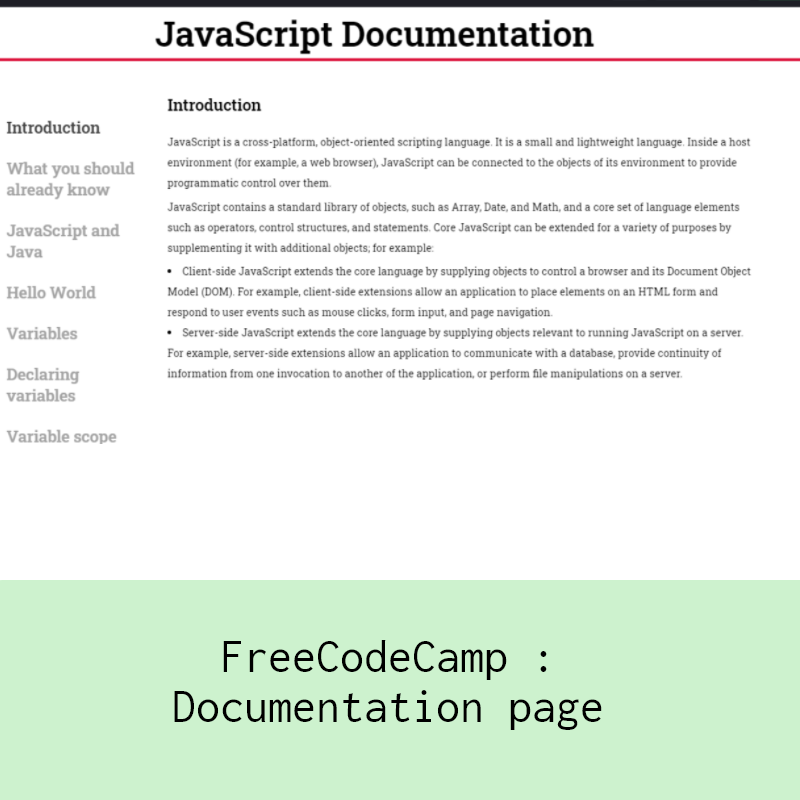 JavaScript Documentation
Introduction
What you should
already know
JavaScript and
Java
Hello World
Variables
Declaring
variables
Variable scope
Introduction
JavaScript is a cross-platform, object-oriented scripting language. It is a small and lightweight language. Inside a host
environment (for example, a web browser), JavaScript can be connected to the objects of its environment to provide
programmatic control over them.
JavaScript contains a standard library of objects, such as Array, Date, and Math, and a core set of language elements
such as operators, control structures, and statements. Core JavaScript can be extended for a variety of purposes by
supplementing it with additional objects; for example:
• Client-side JavaScript extends the core language by supplying objects to control a browser and its Document Object
Model (DOM). For example, client-side extensions allow an application to place elements on an HTML form and
respond to user events such as mouse clicks, form input, and page navigation.
• Server-side JavaScript extends the core language by supplying objects relevant to running JavaScript on a server.
For example, server-side extensions allow an application to communicate with a database, provide continuity of
information from one invocation to another of the application, or perform file manipulations on a server.
FreeCodeCamp :
Documentation page